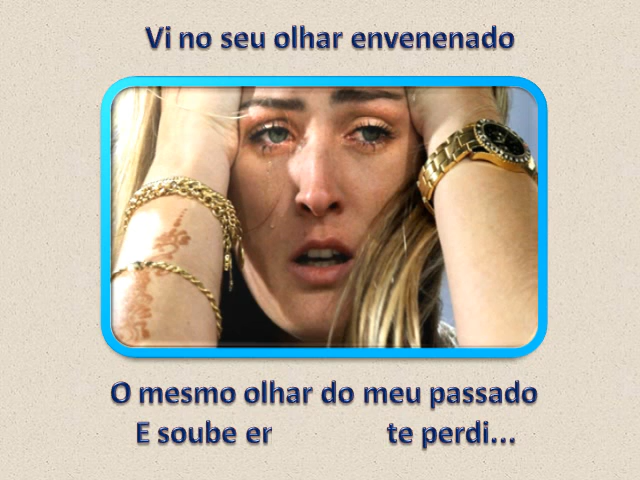 Vi no seu olhar envenenado
O mesmo olhar do meu passado
E soube er te perdi...